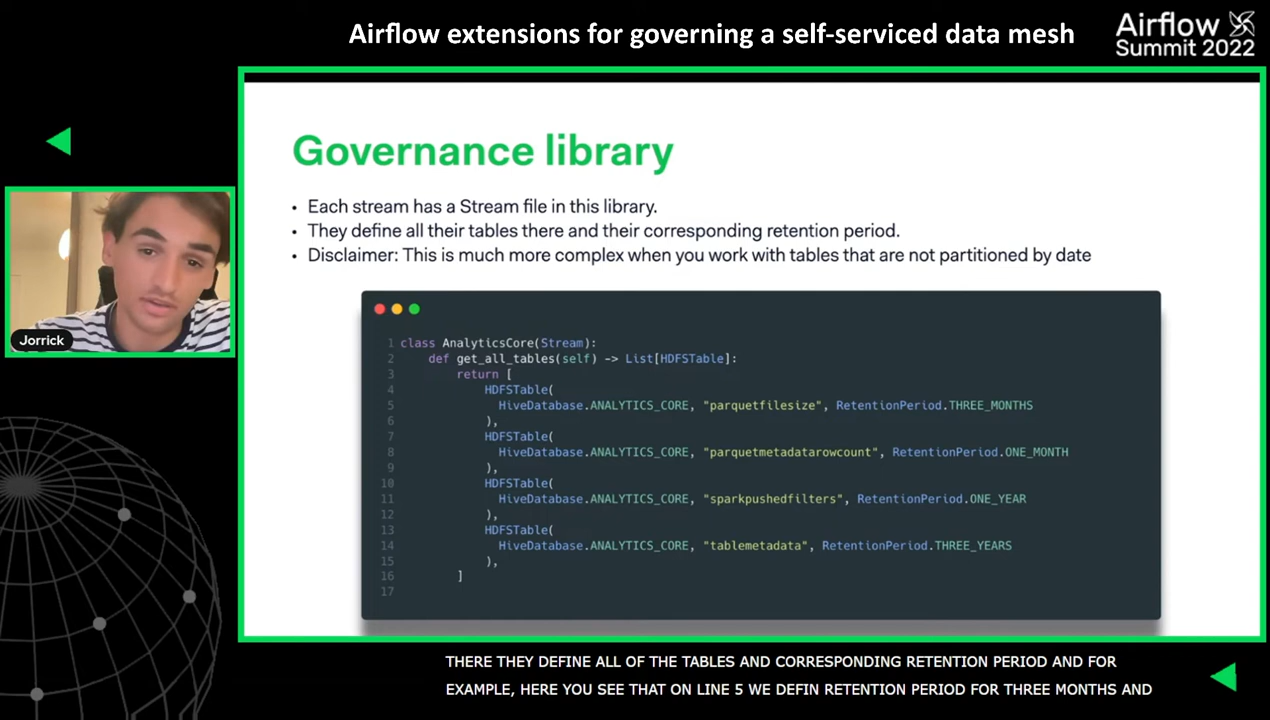 Airflow extensions for governing a self-serviced data mesh
Airflow
Summit 2022
Governance library
• Each stream has a Stream file in this library.
• They define all their tables there and their corresponding retention period.
• Disclaimer: This is much more complex when you work with tables that are not partitioned by date
Jorrick
1 class AnalyticsCore(Stream):
2     def get_all_tables(self) -> List[HDFSTable]:
3         return [
4             HDFSTable(
5               HiveDatabase.ANALYTICS_CORE, "parquetfilesize", RetentionPeriod.THREE_MONTHS
6             ),
7             HDFSTable(
8               HiveDatabase.ANALYTICS_CORE, "parquetmetadatarowcount", RetentionPeriod.ONE_MONTH
9             ),
10             HDFSTable(
11               HiveDatabase.ANALYTICS_CORE, "sparkpushedfilters", RetentionPeriod.ONE_YEAR
12             ),
13             HDFSTable(
14               HiveDatabase.ANALYTICS_CORE, "tablemetadata", RetentionPeriod.THREE_YEARS
15             ),
16         ]
17
THERE THEY DEFINE ALL OF THE TABLES AND CORRESPONDING RETENTION PERIOD AND FOR
EXAMPLE, HERE YOU SEE THAT ON LINE 5 WE DEFIN RETENTION PERIOD FOR THREE MONTHS AND